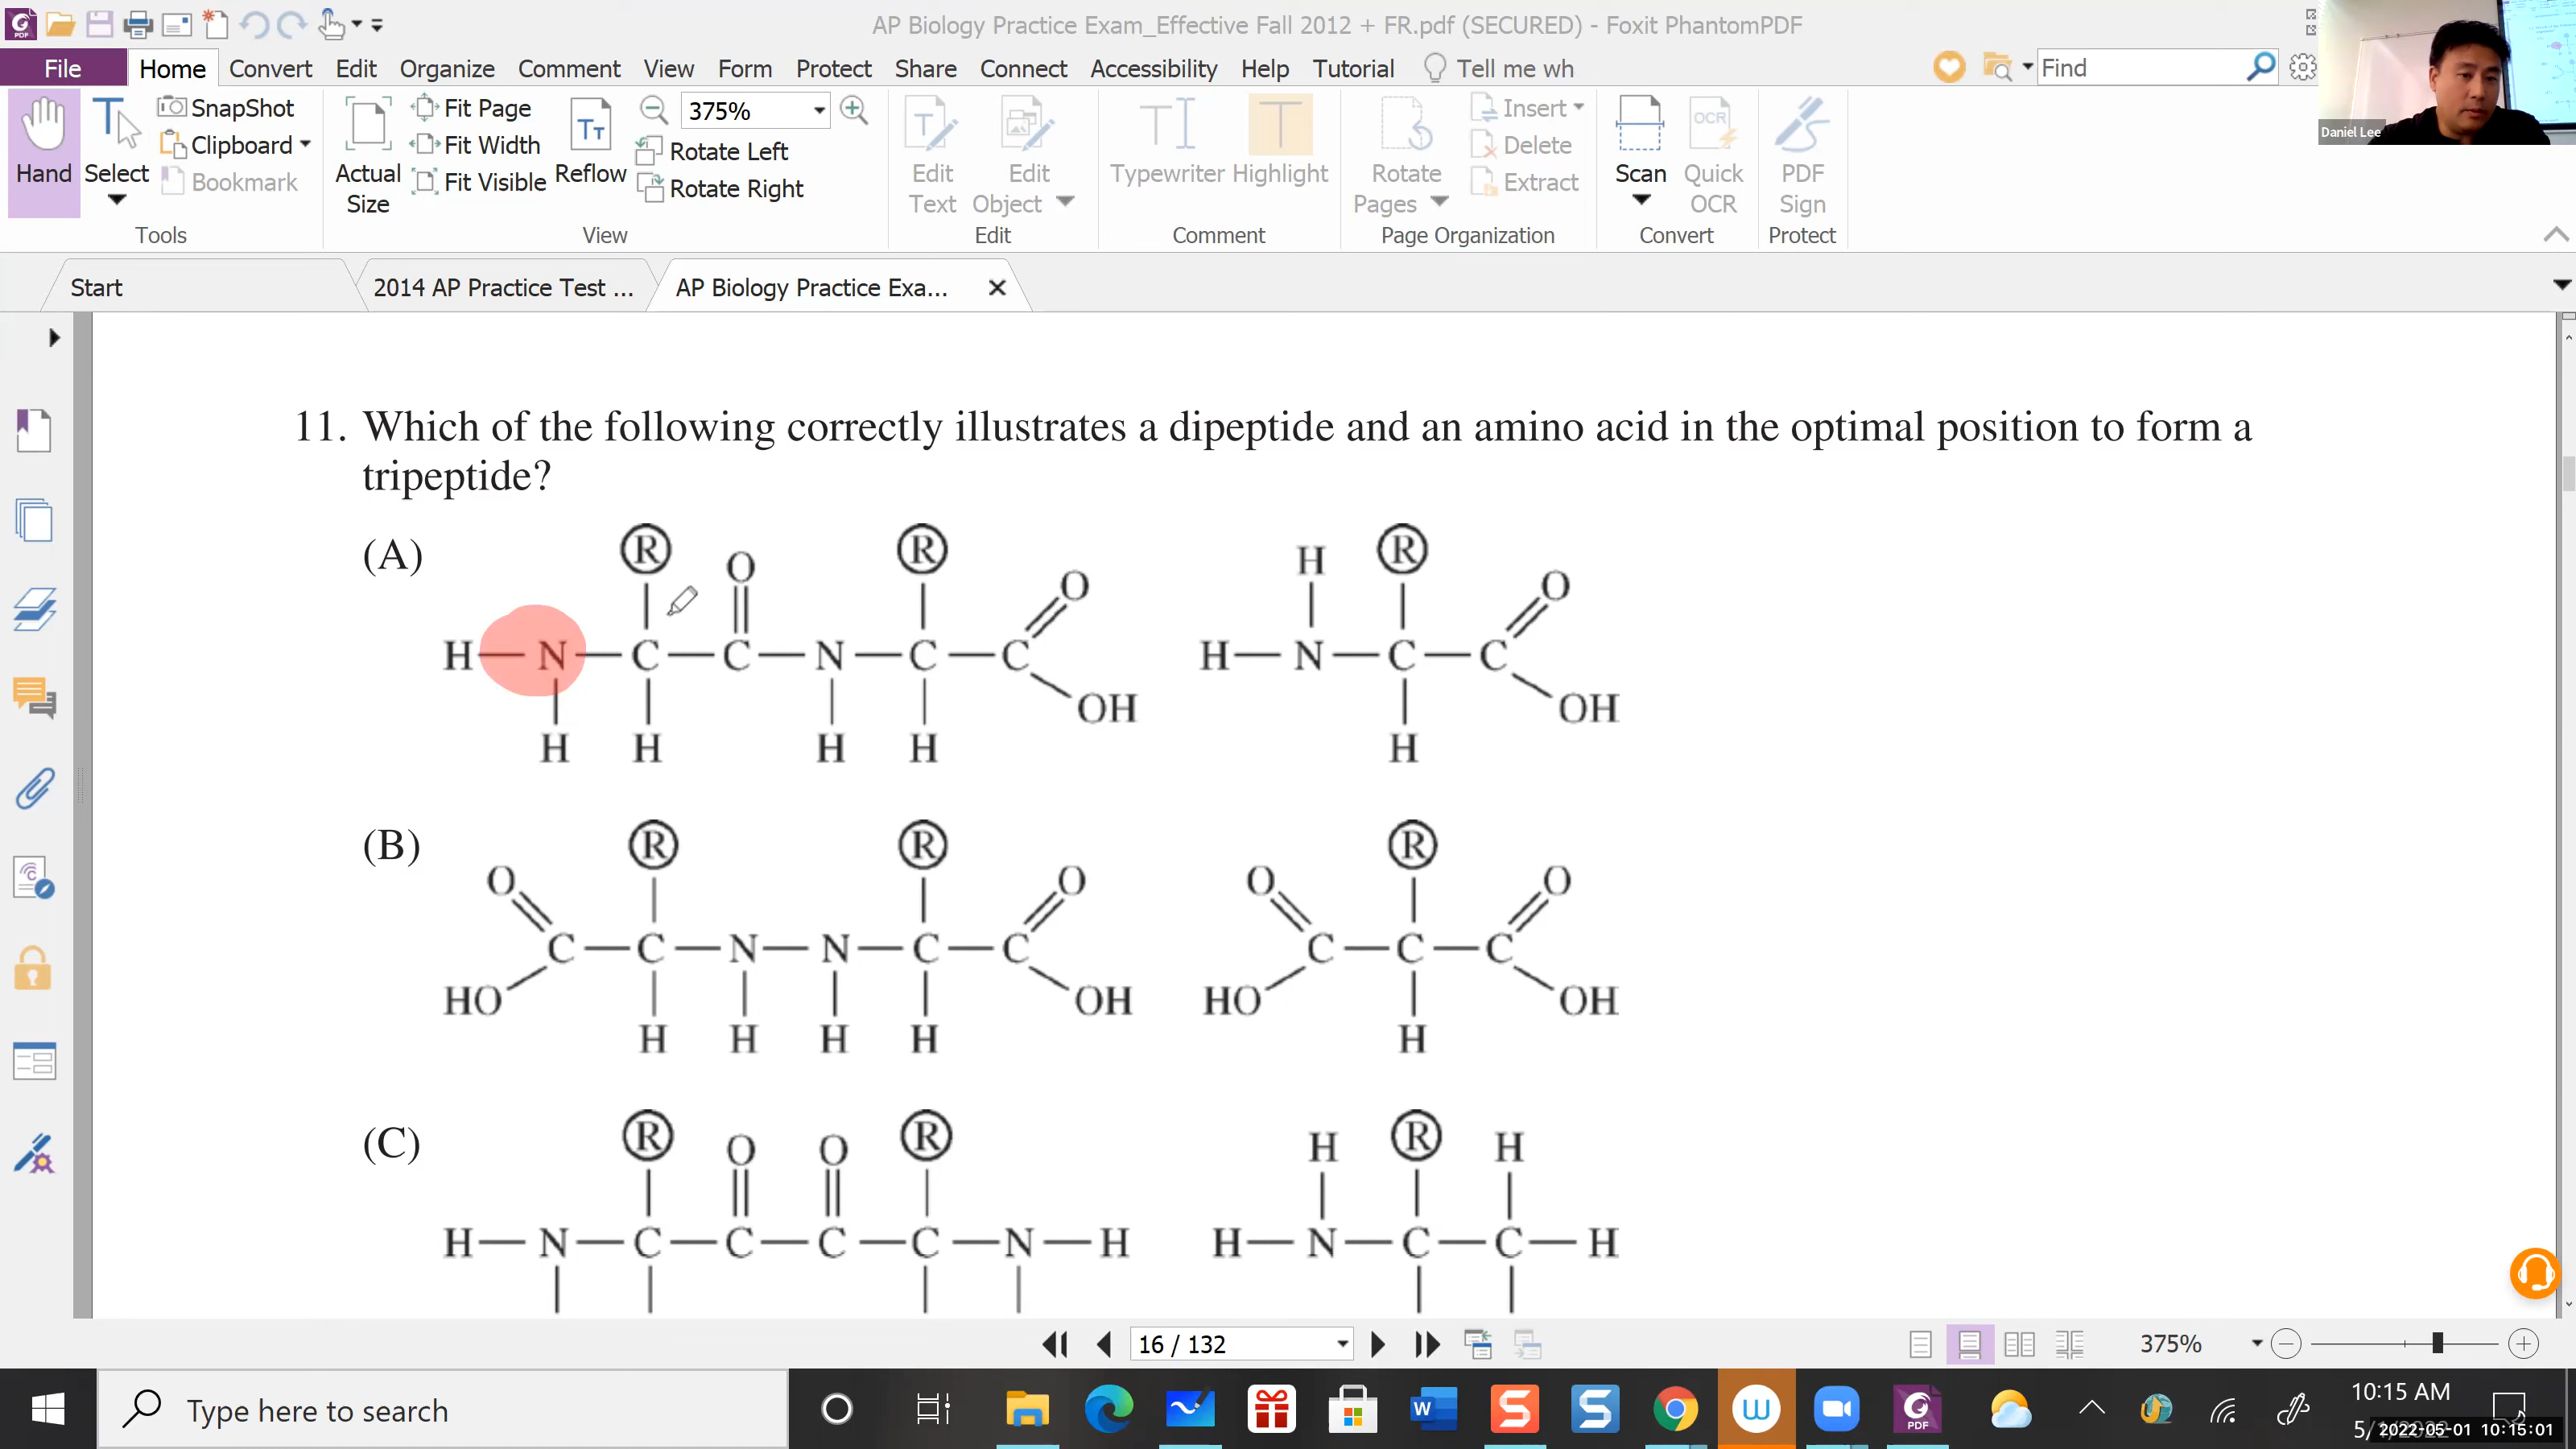 AP Biology Practice Exam_Effective Fall 2012 + FR.pdf (SECURED) - Foxit PhantomPDF
File Home Convert Edit Organize Comment View Form Protect Share Connect Accessibility Help Tutorial Tell me wh Find
Daniel Lee
Hand
Select
SnapShot
Clipboard
Bookmark
Tools
Actual Size
Fit Page
Fit Width
Fit Visible
Reflow
375%
Rotate Left
Rotate Right
View
Edit Text
Edit Object
Edit
Typewriter
Highlight
Comment
Rotate Pages
Insert
Delete
Extract
Page Organization
Scan
Quick OCR
Convert
PDF Sign
Protect
Start
2014 AP Practice Test ...
AP Biology Practice Exa...
11. Which of the following correctly illustrates a dipeptide and an amino acid in the optimal position to form a
tripeptide?
(A)
R O R O H R O
H N C C N C C H N C C
OH OH
H H H H H
(B)
R R R
O O O O
C C N N C C C C C
HO OH HO OH
H H H H H
(C)
R O O R H R H
H N C C C C N H H N C C H
16 / 132
375%
Type here to search
10:15 AM
2022-05-01 10:15:01